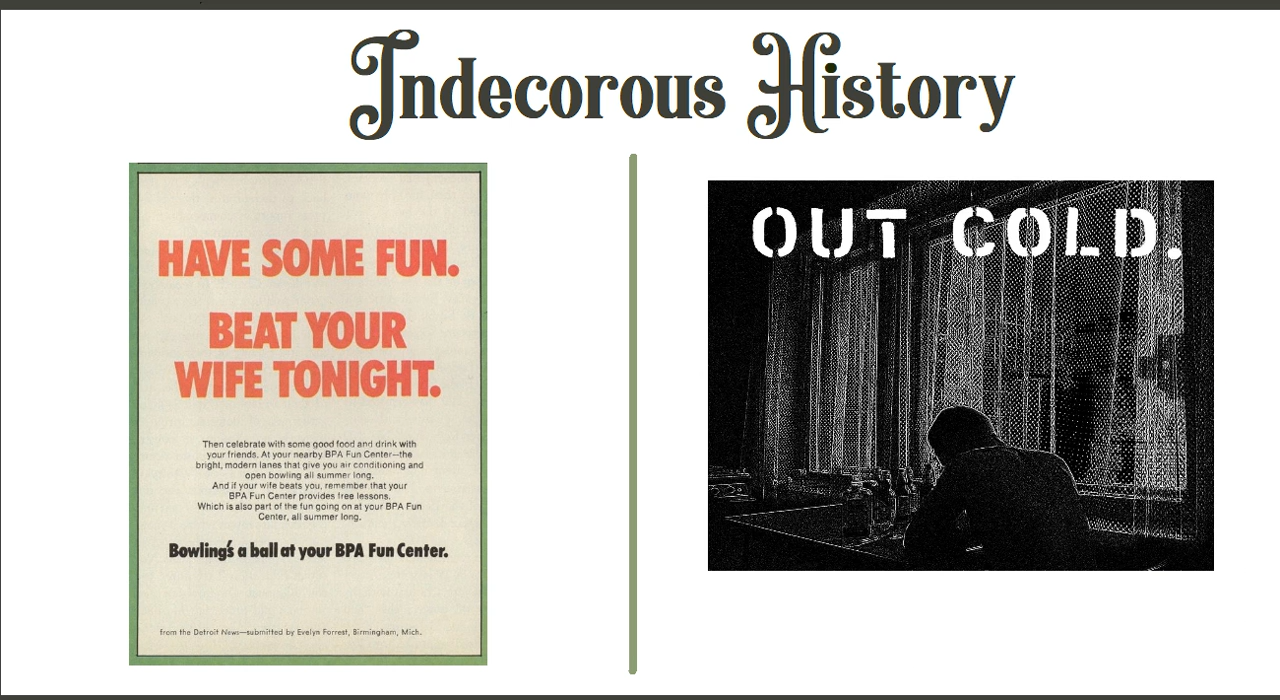 Indecorous History
HAVE SOME FUN.
BEAT YOUR
WIFE TONIGHT.
Then celebrate with some good food and drink with
your friends. At your nearby BPA Fun Center—the
bright, modern lanes that give you air conditioning and
open bowling all summer long.
And if your wife beats you, remember that your
BPA Fun Center provides free lessons.
Which is also part of the fun going on at your BPA Fun
Center, all summer long.
Bowling's a ball at your BPA Fun Center.
from the Detroit News—submitted by Evelyn Forrest, Birmingham, Mich.
OUT COLD.